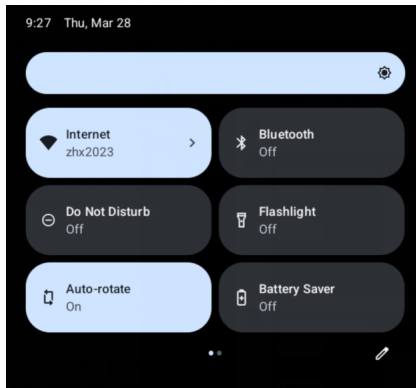 9:27 Thu, Mar 28
Internet
zhx2023
Bluetooth
Off
Do Not Disturb
Off
Flashlight
Off
Auto-rotate
On
Battery Saver
Off